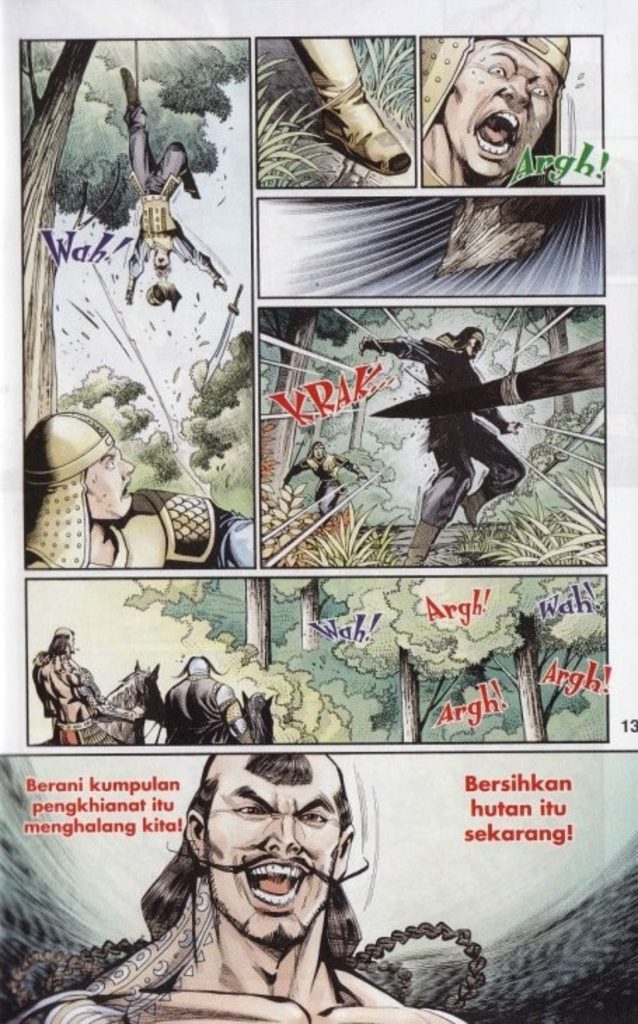 Wah!
Argh!
KRAK...
Wah!
Argh!
Wah!
Argh!
Argh!
13
Berani kumpulan
pengkhianat itu
menghalang kita!
Bersihkan
hutan itu
sekarang!